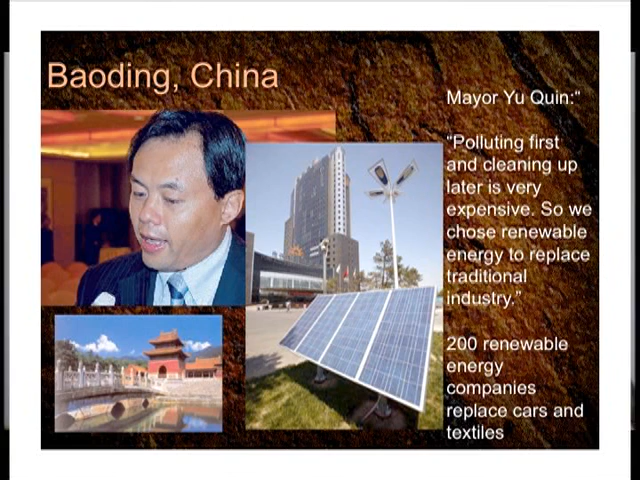 Baoding, China
Mayor Yu Quin:"
"Polluting first
and cleaning up
later is very
expensive. So we
chose renewable
energy to replace
traditional
industry."
200 renewable
energy
companies
replace cars and
textiles